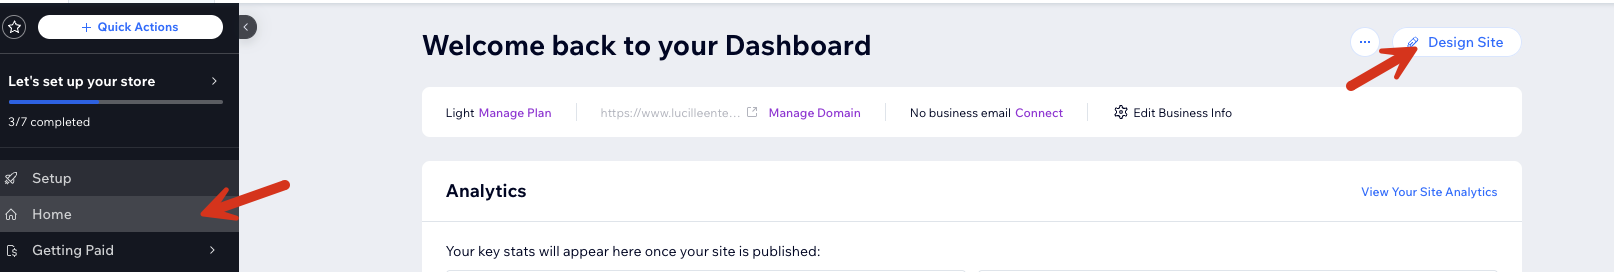 + Quick Actions
Let's set up your store
3/7 completed
Setup
Home
Getting Paid
Welcome back to your Dashboard
Design Site
Light Manage Plan
https://www.lucilleente... Manage Domain
No business email Connect
Edit Business Info
Analytics
View Your Site Analytics
Your key stats will appear here once your site is published: